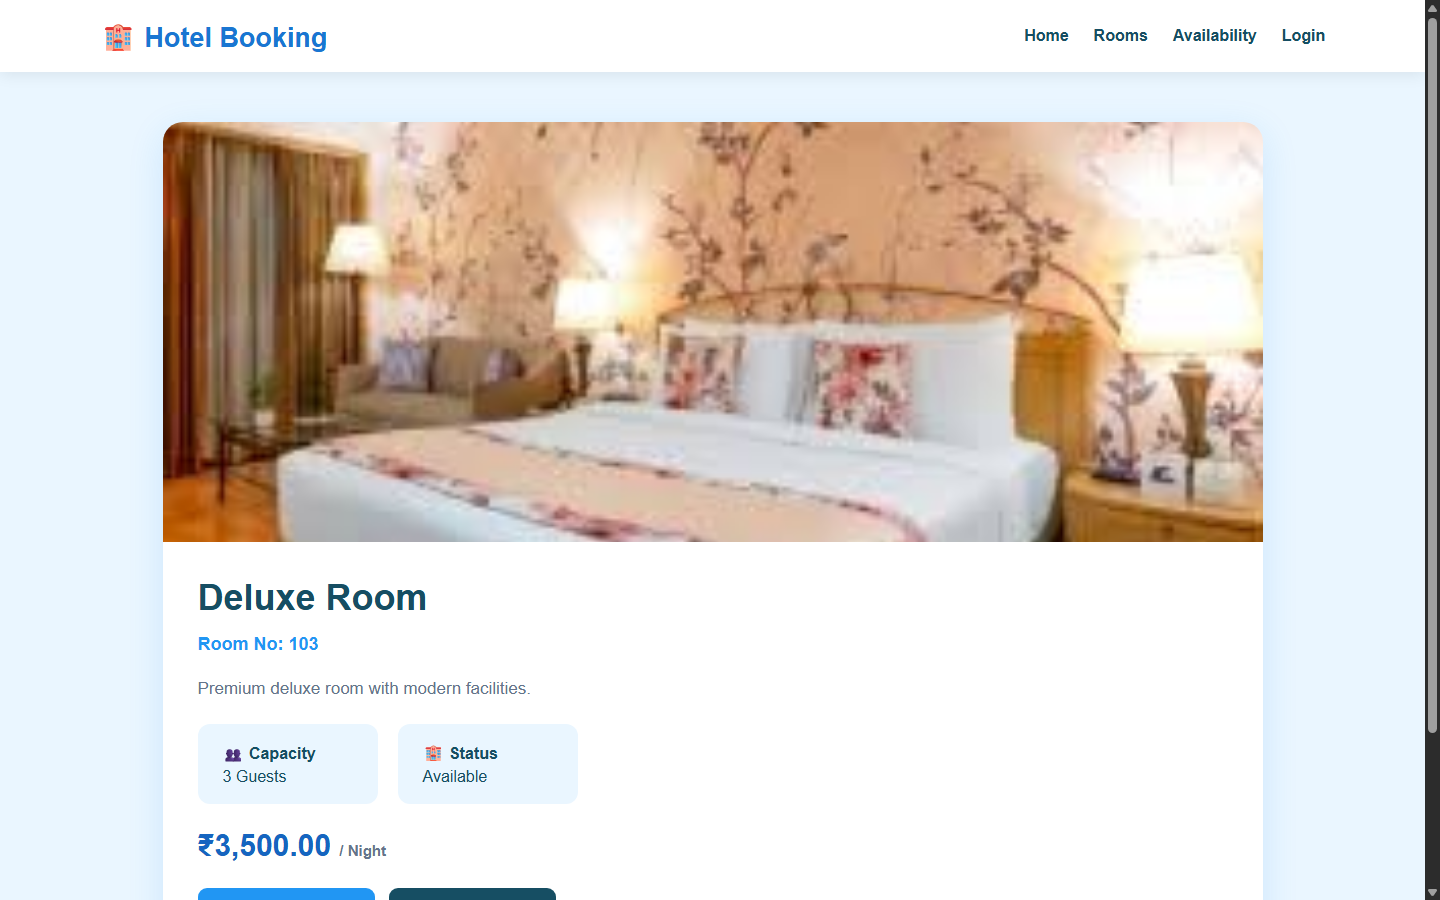 Hotel Booking
Home Rooms Availability Login
Deluxe Room
Room No: 103
Premium deluxe room with modern facilities.
Capacity
3 Guests
Status
Available
₹3,500.00 / Night